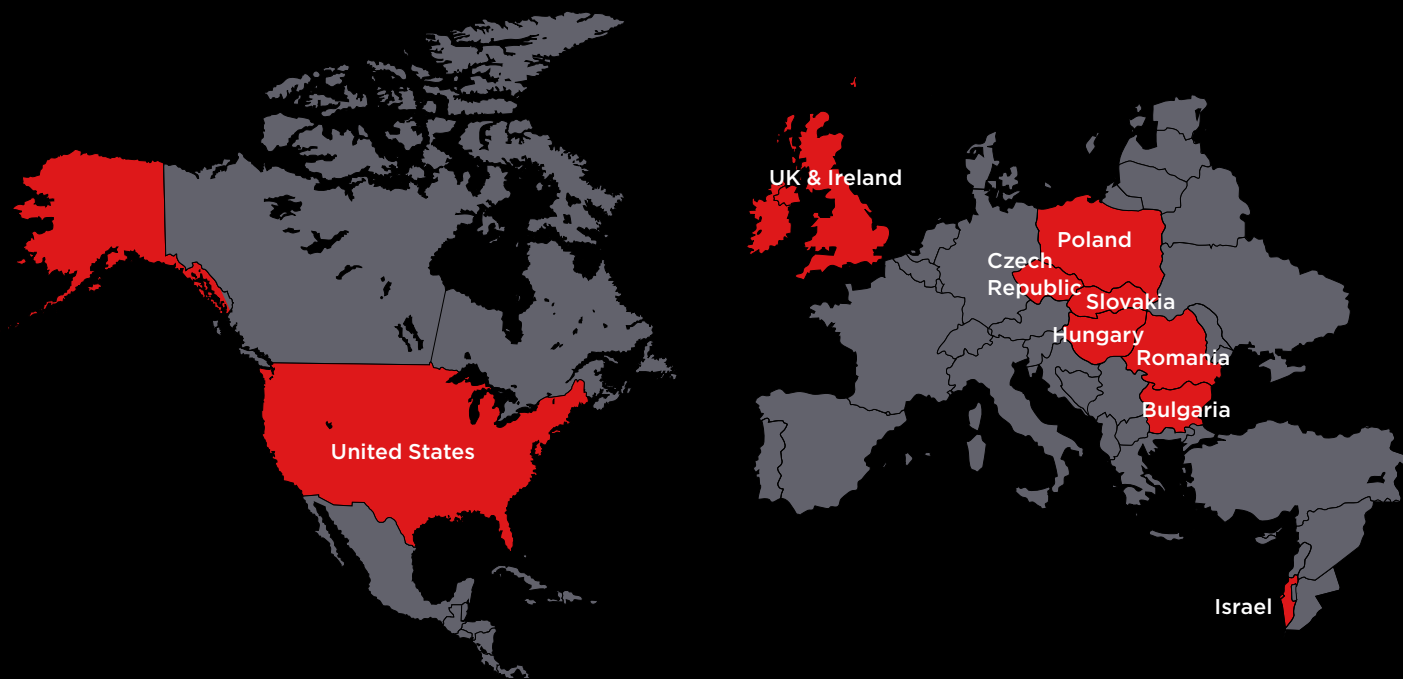 UK & Ireland
Poland
Czech
Republic
Slovakia
Hungary
Romania
Bulgaria
United States
Israel